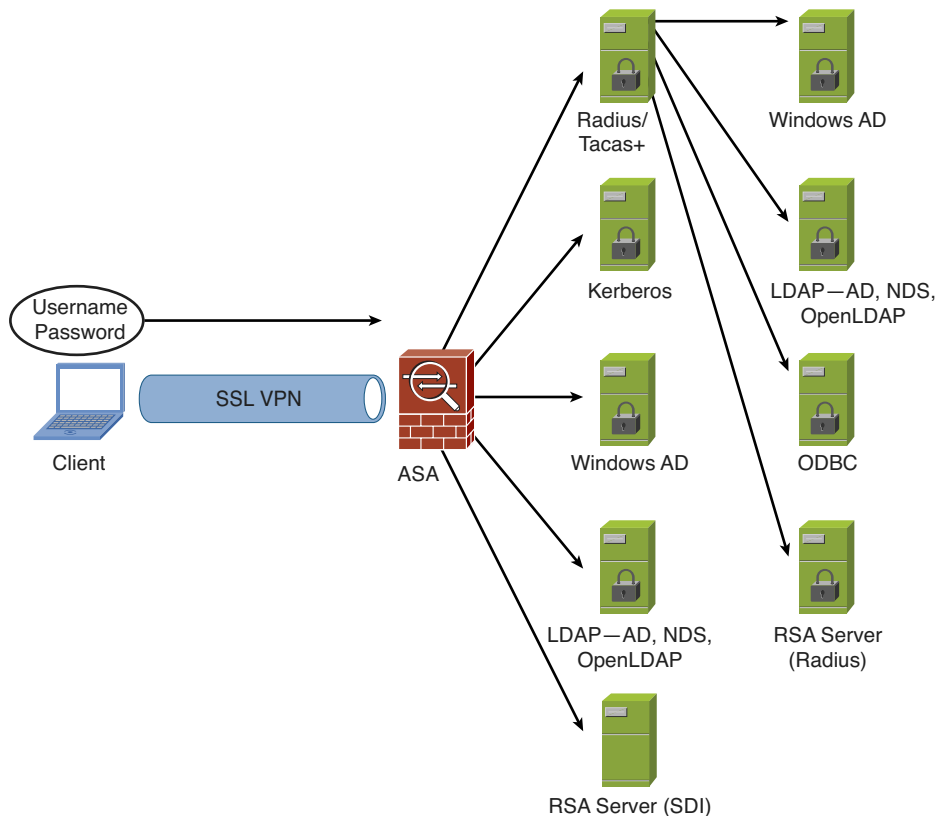 Radius/
Tacas+
Windows AD
Kerberos
LDAP—AD, NDS,
OpenLDAP
Username
Password
SSL VPN
Client
ASA
Windows AD
ODBC
LDAP—AD, NDS,
OpenLDAP
RSA Server
(Radius)
RSA Server (SDI)